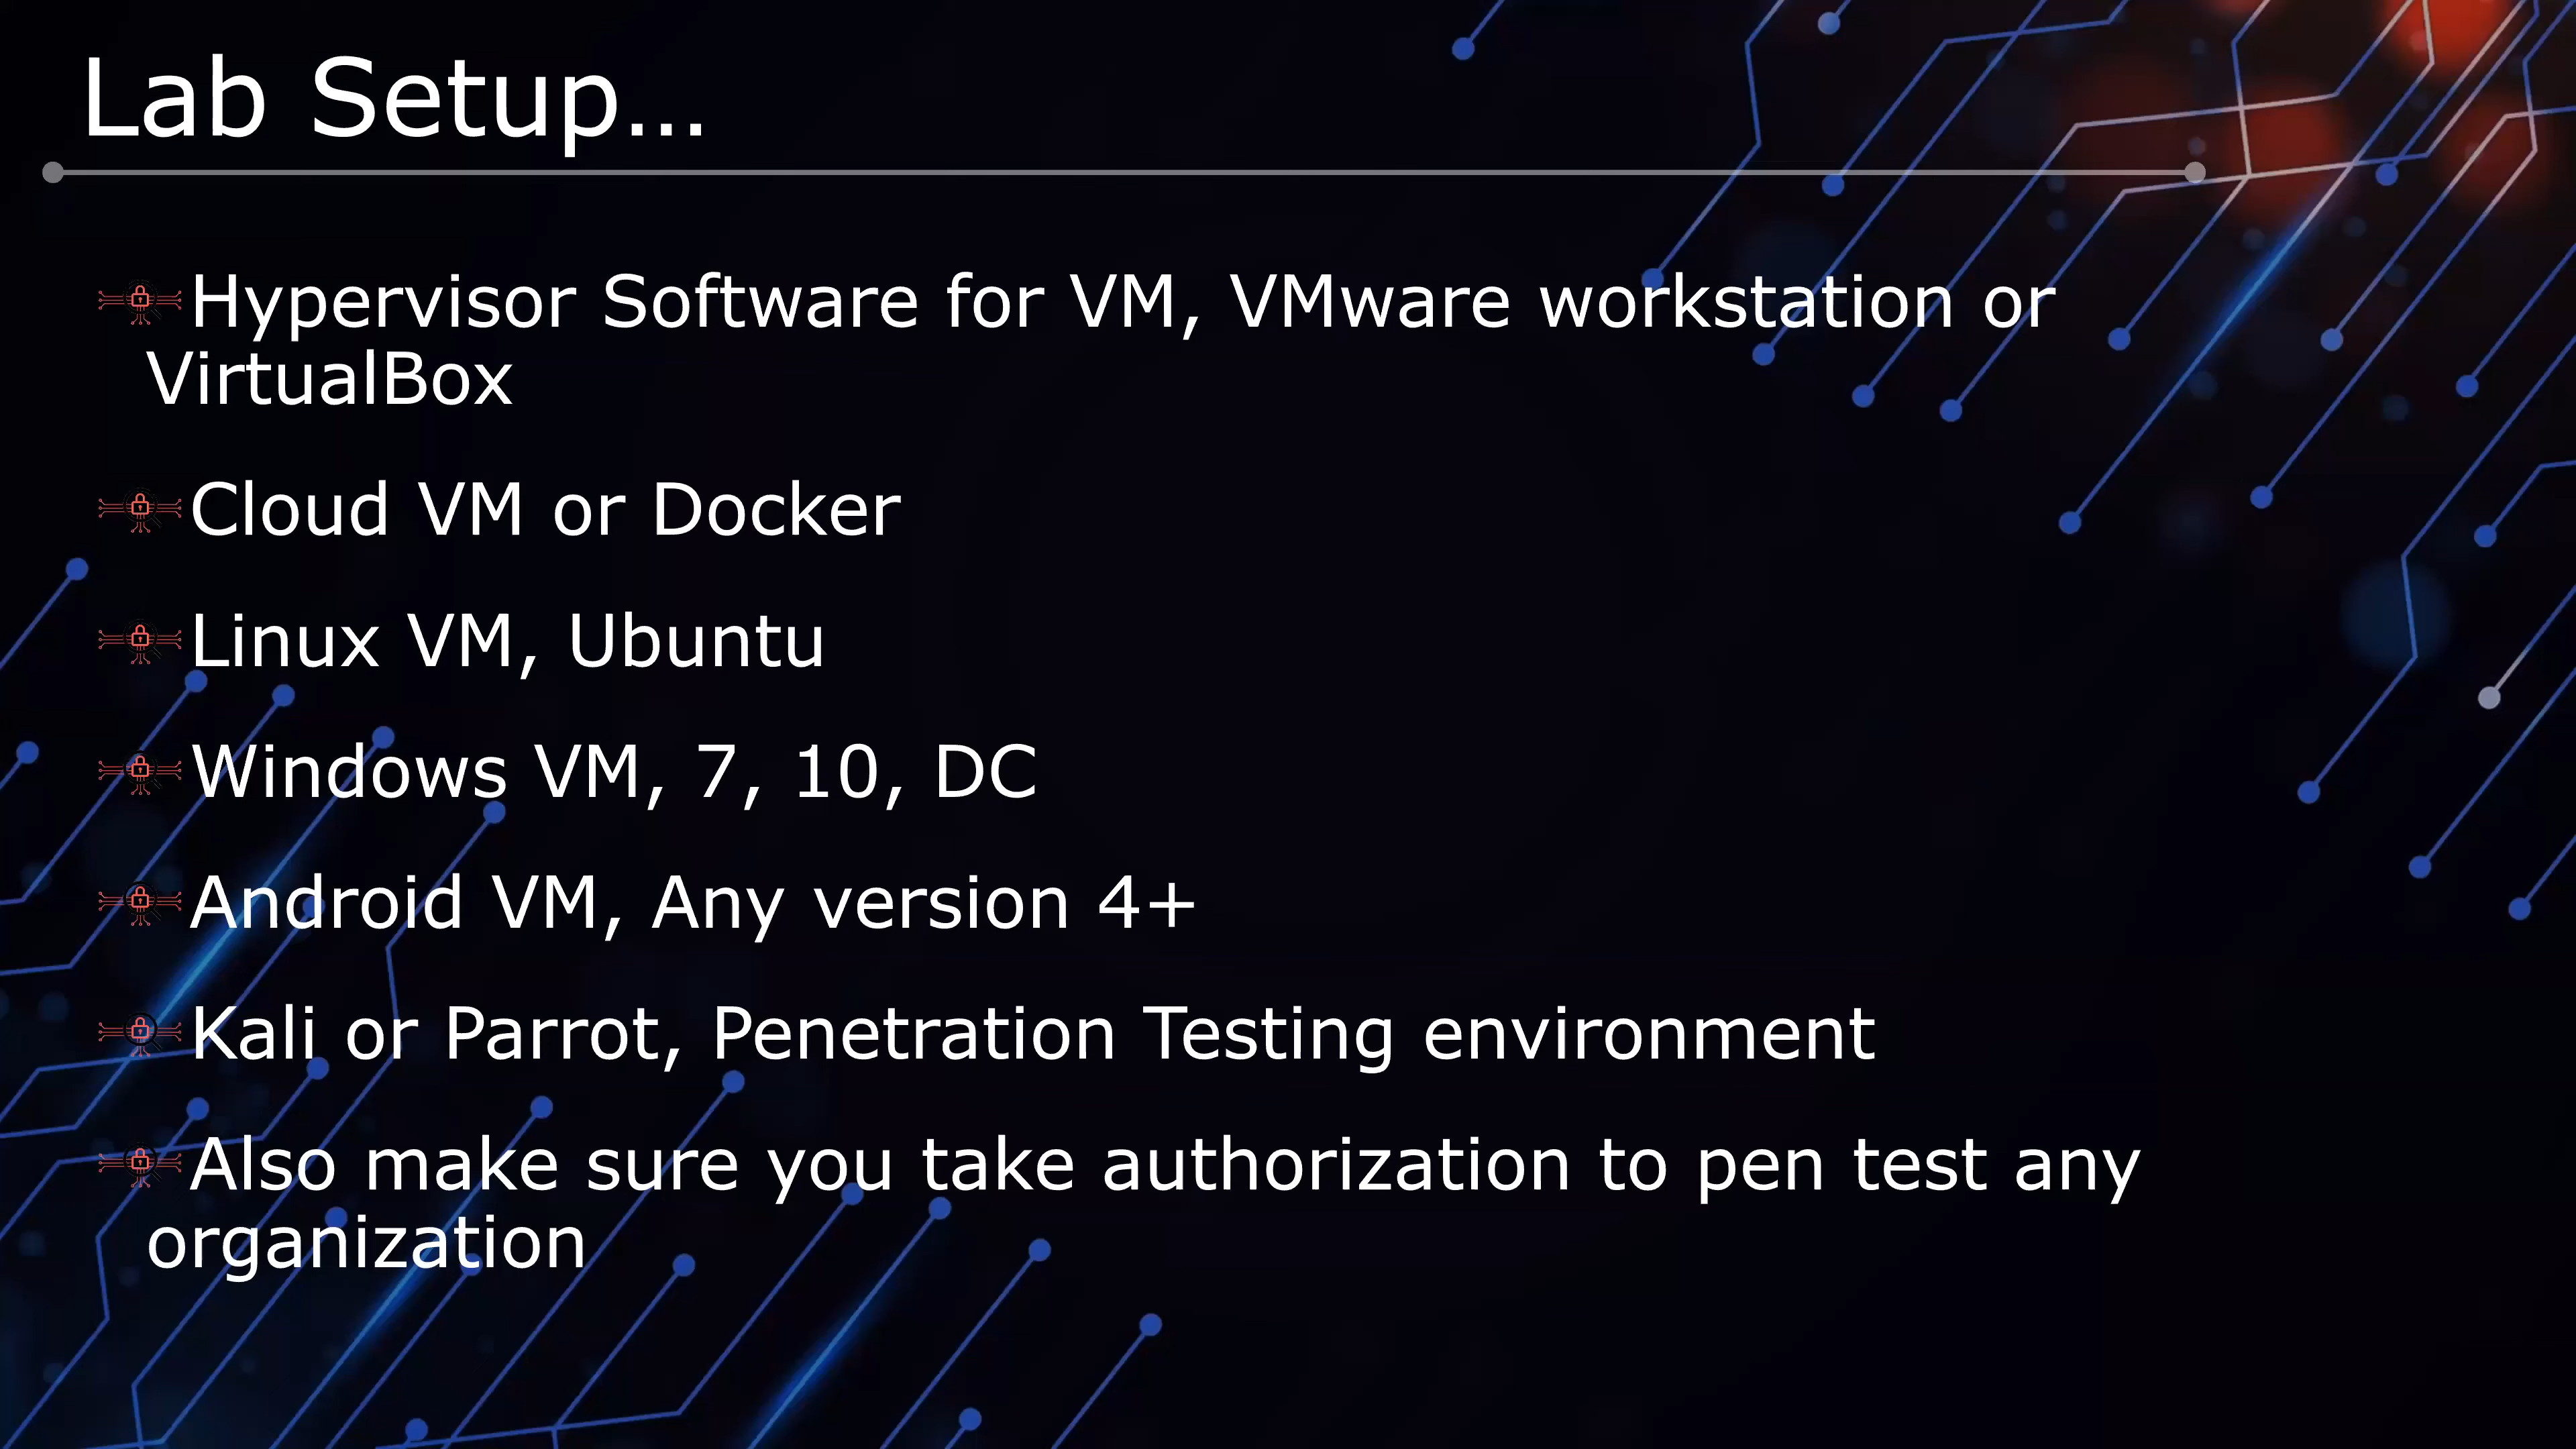 Lab Setup...
Hypervisor Software for VM, VMware workstation or
VirtualBox
Cloud VM or Docker
Linux VM, Ubuntu
Windows VM, 7, 10, DC
Android VM, Any version 4+
Kali or Parrot, Penetration Testing environment
Also make sure you take authorization to pen test any
organization